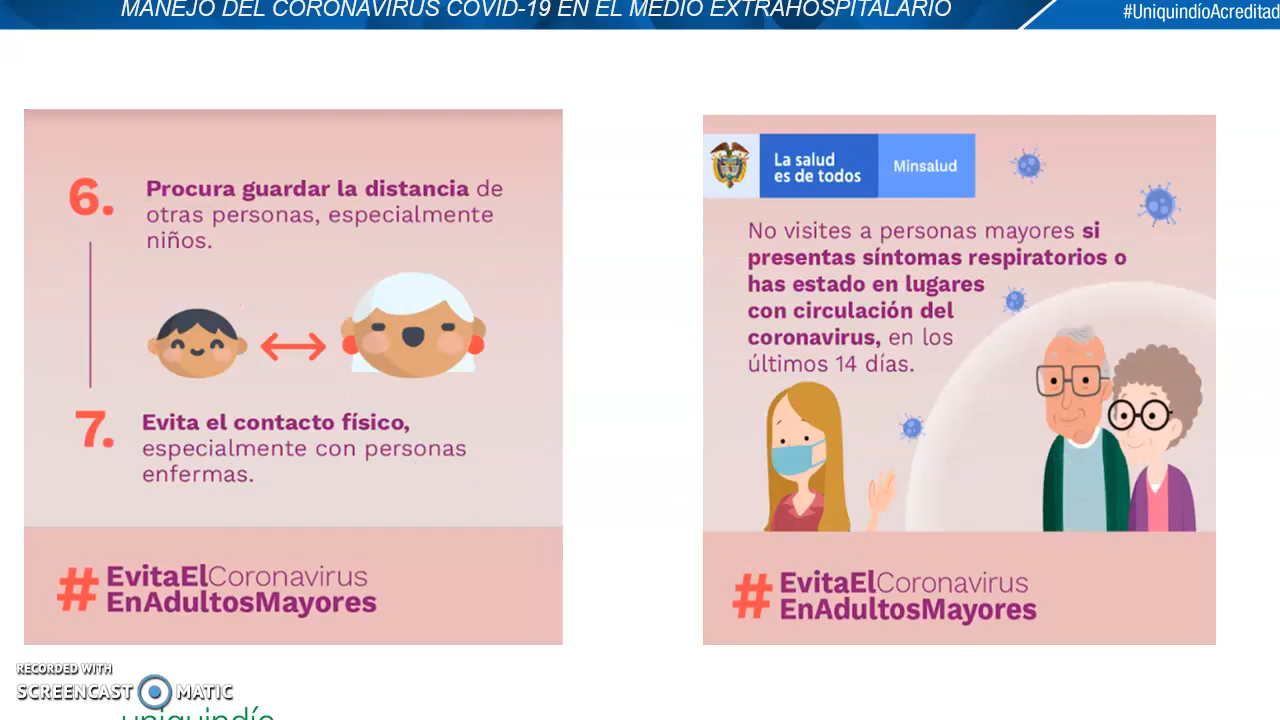 MANEJO DEL CORONAVIRUS COVID-19 EN EL MEDIO EXTRAHOSPITALARIO
#UniquindíoAcreditad
6. Procura guardar la distancia de
otras personas, especialmente
niños.
7. Evita el contacto físico,
especialmente con personas
enfermas.
#EvitaElCoronavirus
EnAdultosMayores
La salud
es de todos
Minsalud
No visites a personas mayores si
presentas síntomas respiratorios o
has estado en lugares
con circulación del
coronavirus, en los
últimos 14 días.
#EvitaElCoronavirus
EnAdultosMayores
RECORDED WITH
SCREENCAST MATIC
uniquindío